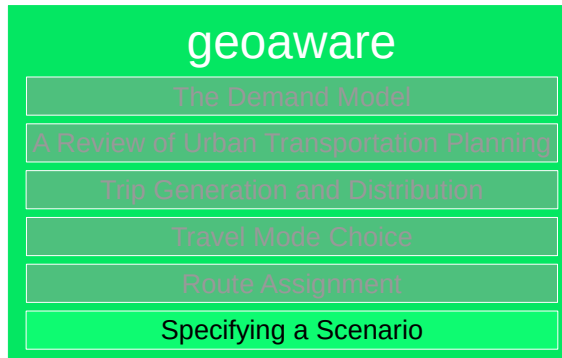 geoaware
The Demand Model
A Review of Urban Transportation Planning
Trip Generation and Distribution
Travel Mode Choice
Route Assignment
Specifying a Scenario